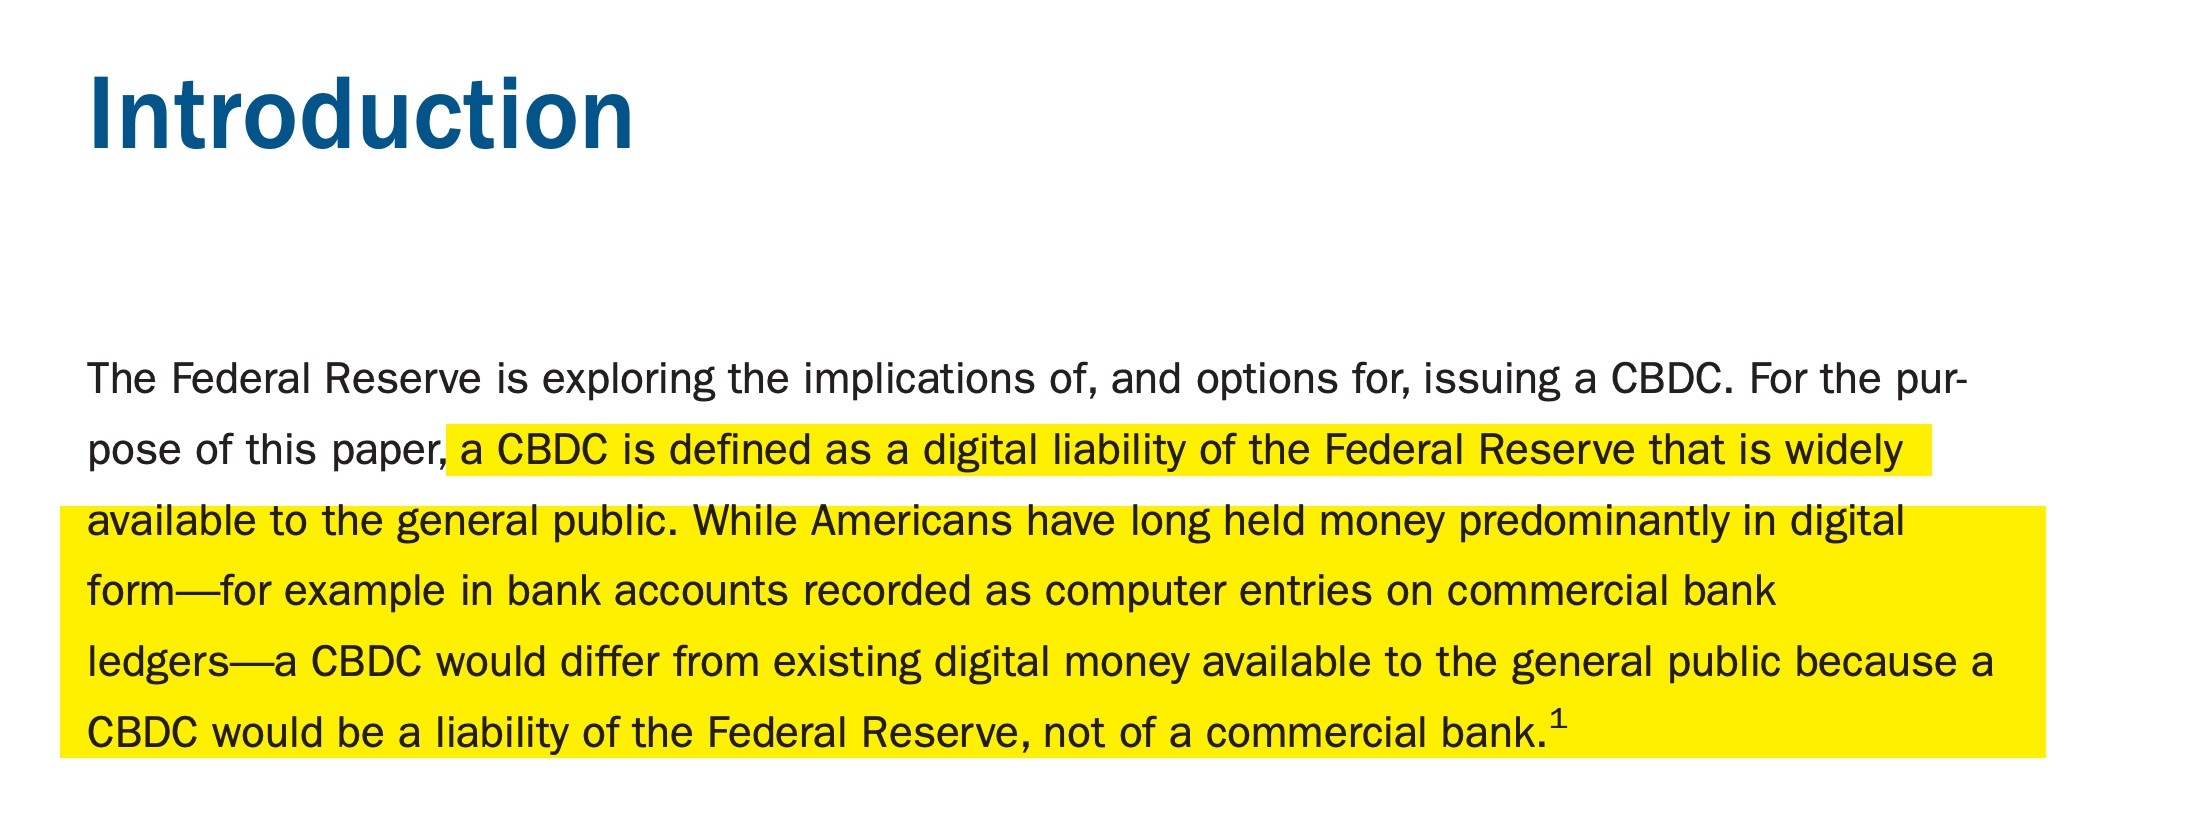 Introduction
The Federal Reserve is exploring the implications of, and options for, issuing a CBDC. For the pur-
pose of this paper, a CBDC is defined as a digital liability of the Federal Reserve that is widely
available to the general public. While Americans have long held money predominantly in digital
form—for example in bank accounts recorded as computer entries on commercial bank
ledgers—a CBDC would differ from existing digital money available to the general public because a
CBDC would be a liability of the Federal Reserve, not of a commercial bank.1